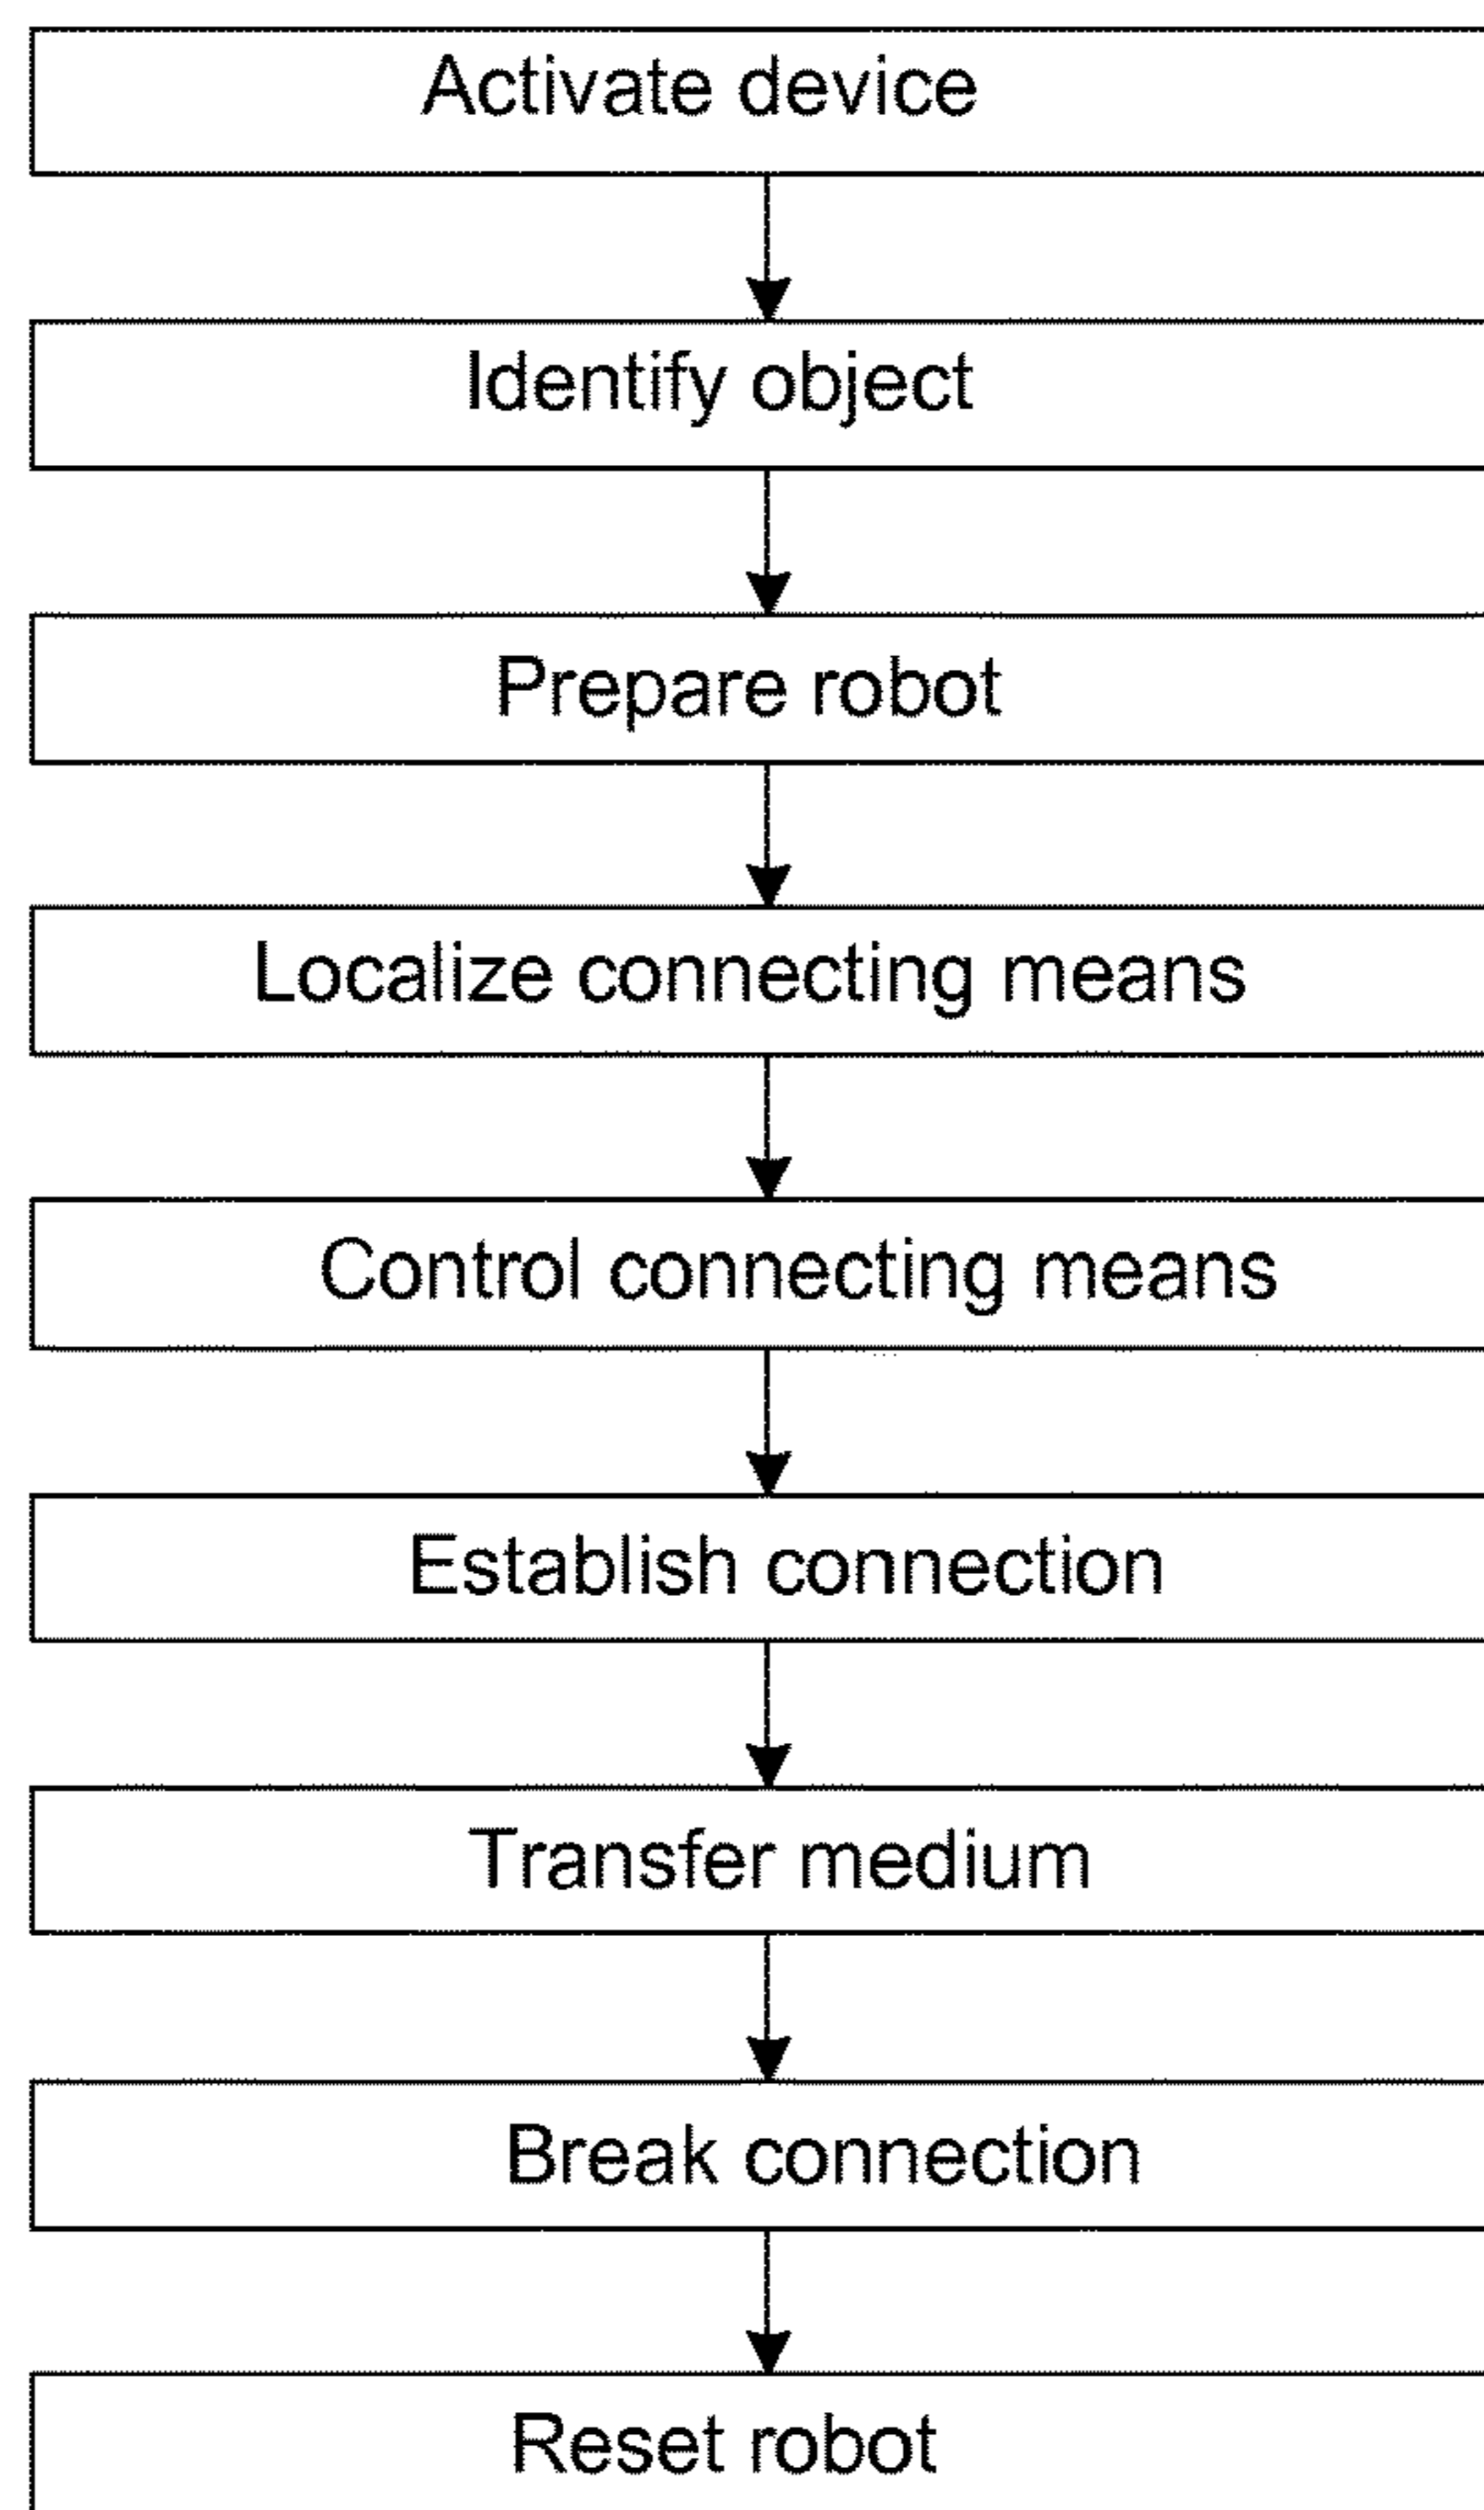 Activate device
Identify object
Prepare robot
Localize connecting means
Control connecting means
Establish connection
Transfer medium
Break connection
Reset robot